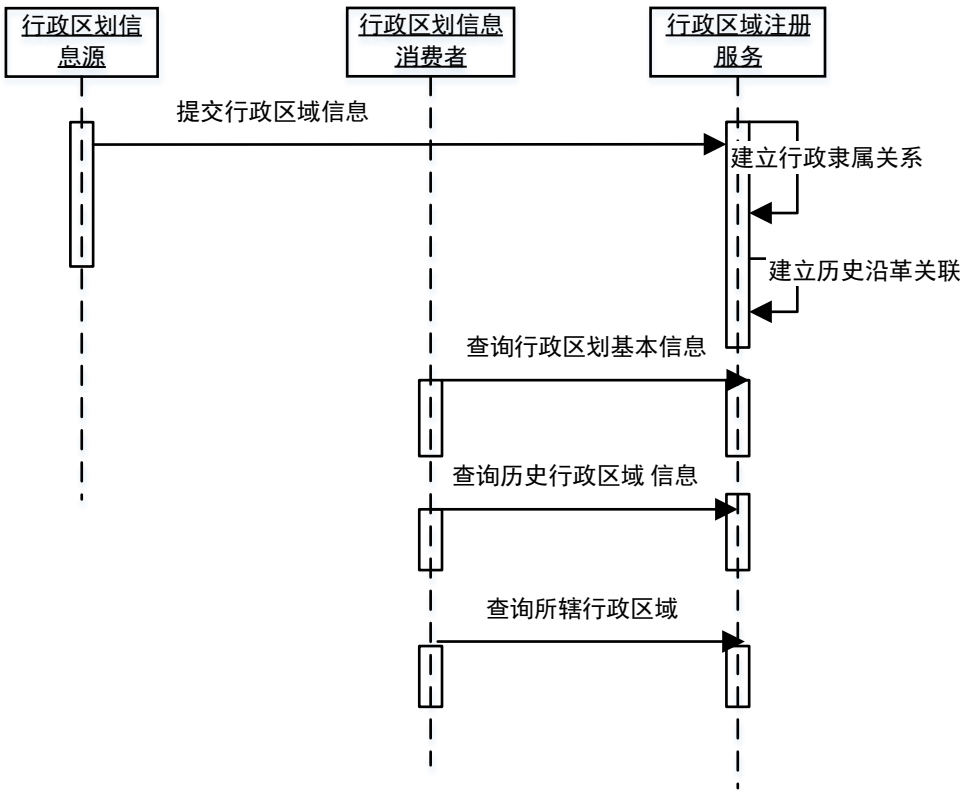 行政区划信
息源
行政区划信息
消费者
行政区域注册
服务
提交行政区域信息
建立行政隶属关系
建立历史沿革关联
查询行政区划基本信息
查询历史行政区域 信息
查询所辖行政区域